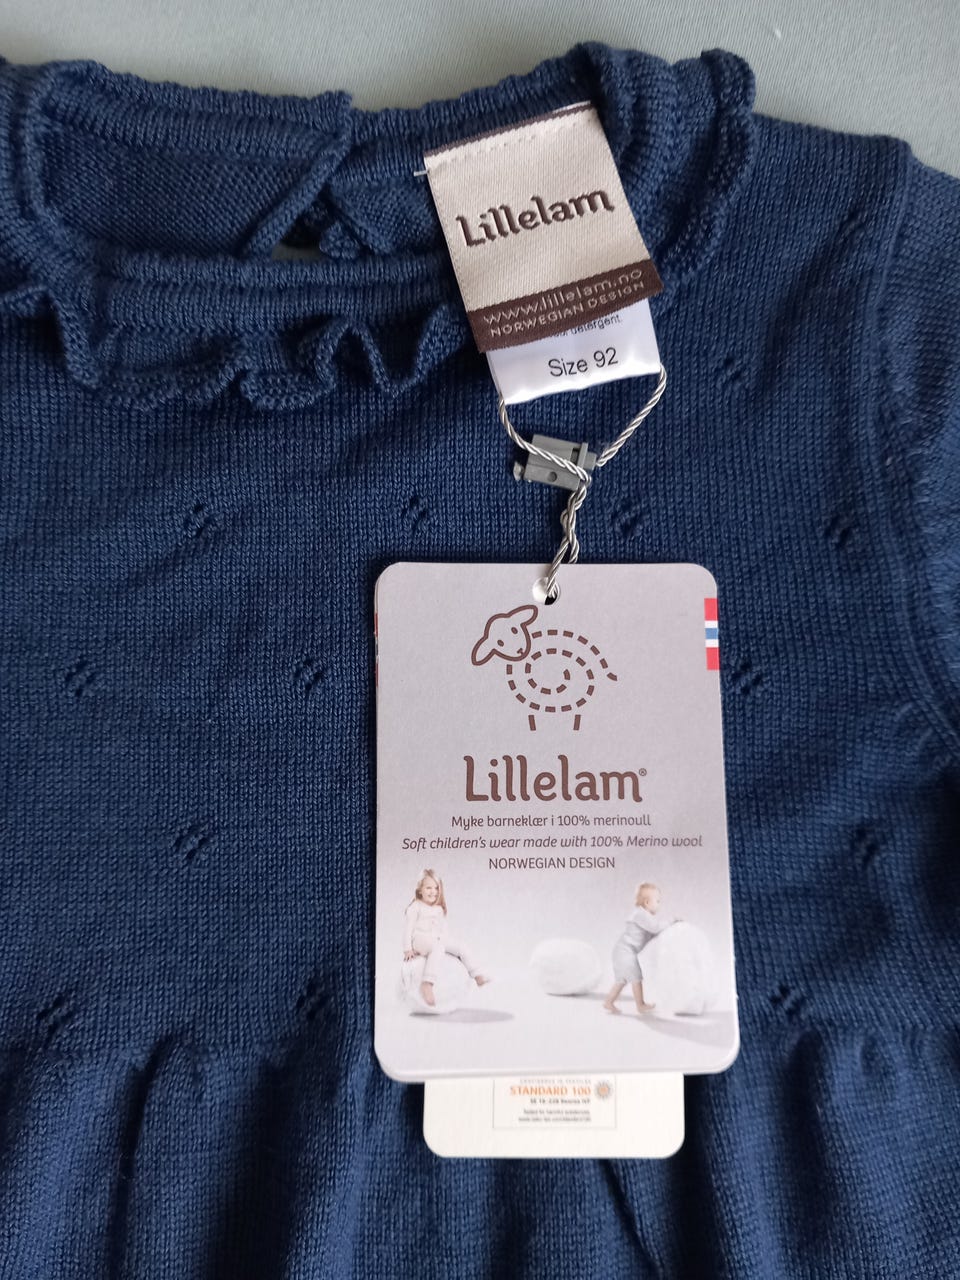 Lillelam
www.lillelam.no
NORWEGIAN DESIGN
detergent.
Size 92
Lillelam®
Myke barneklær i 100% merinoull
Soft children's wear made with 100% Merino wool
NORWEGIAN DESIGN
STANDARD 100